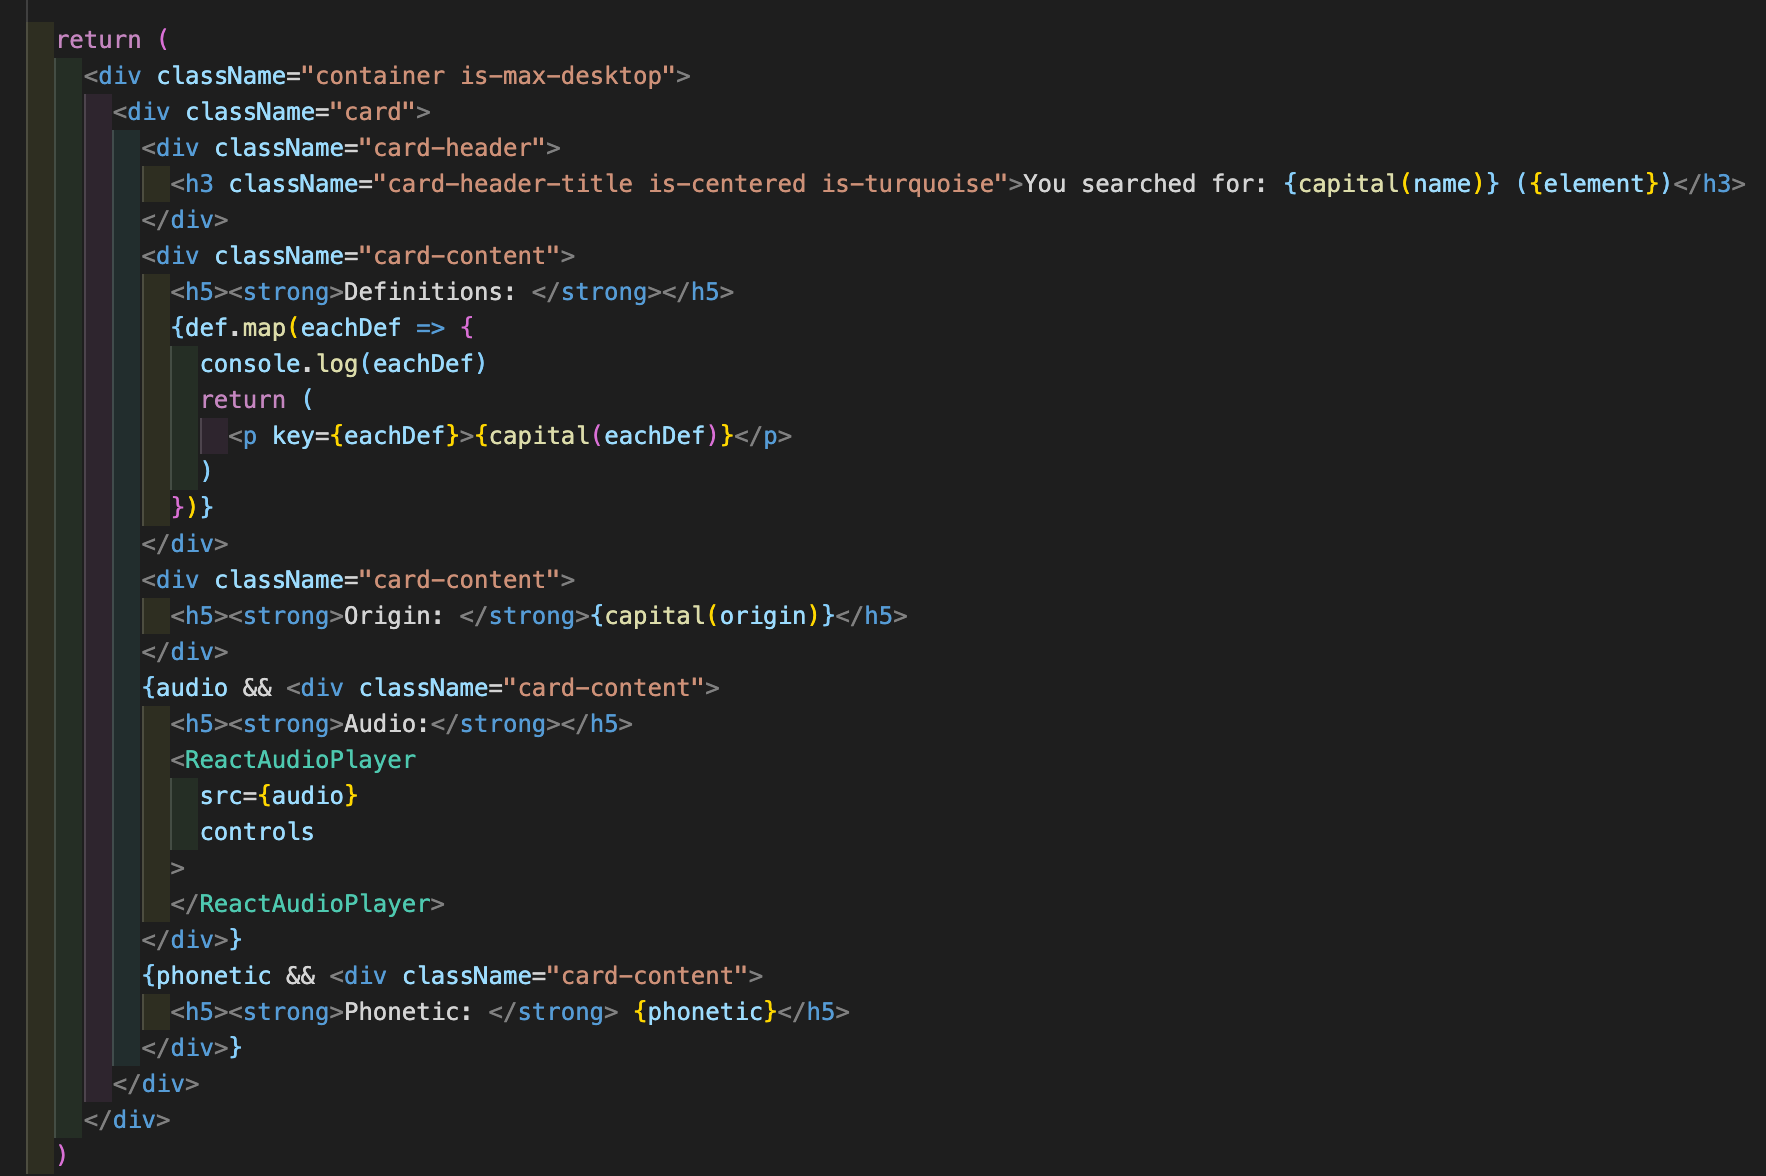 return (
<div className="container is-max-desktop">
<div className="card">
<div className="card-header">
<h3 className="card-header-title is-centered is-turquoise">You searched for: {capital(name)} ({element})</h3>
</div>
<div className="card-content">
<h5><strong>Definitions: </strong></h5>
{def.map(eachDef => {
console.log(eachDef)
return (
<p key={eachDef}>{capital(eachDef)}</p>
)
})}
</div>
<div className="card-content">
<h5><strong>Origin: </strong>{capital(origin)}</h5>
</div>
{audio && <div className="card-content">
<h5><strong>Audio:</strong></h5>
<ReactAudioPlayer
src={audio}
controls
>
</ReactAudioPlayer>
</div>}
{phonetic && <div className="card-content">
<h5><strong>Phonetic: </strong> {phonetic}</h5>
</div>}
</div>
</div>
)